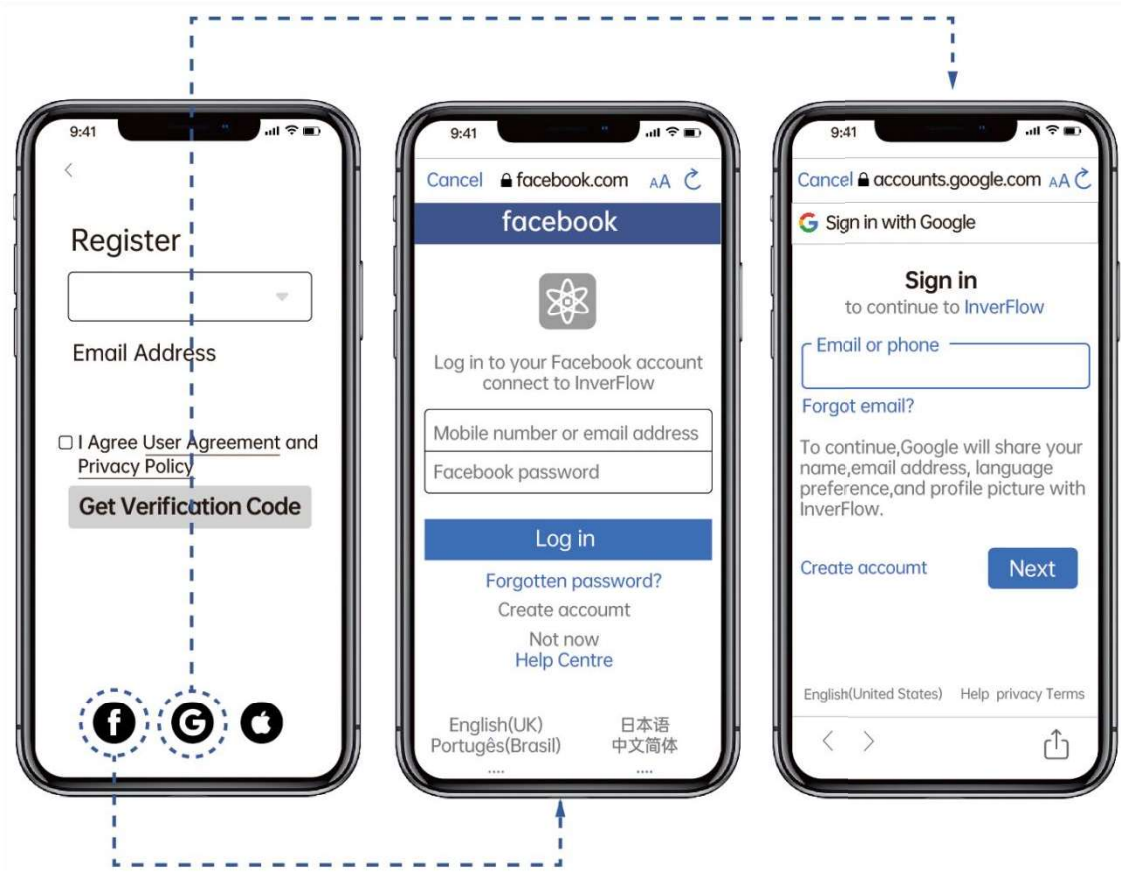 9:41
Register
Email Address
I Agree User Agreement and
Privacy Policy
Get Verification Code
9:41
Cancel facebook.com AA
facebook
Log in to your Facebook account
connect to InverFlow
Mobile number or email address
Facebook password
Log in
Forgotten password?
Create accoumt
Not now
Help Centre
English(UK) 日本语
Portugês(Brasil) 中文简体
.... ....
9:41
Cancel accounts.google.com AA
Sign in with Google
Sign in
to continue to InverFlow
Email or phone
Forgot email?
To continue,Google will share your
name,email address, language
preference,and profile picture with
InverFlow.
Create accoumt Next
English(United States) Help privacy Terms